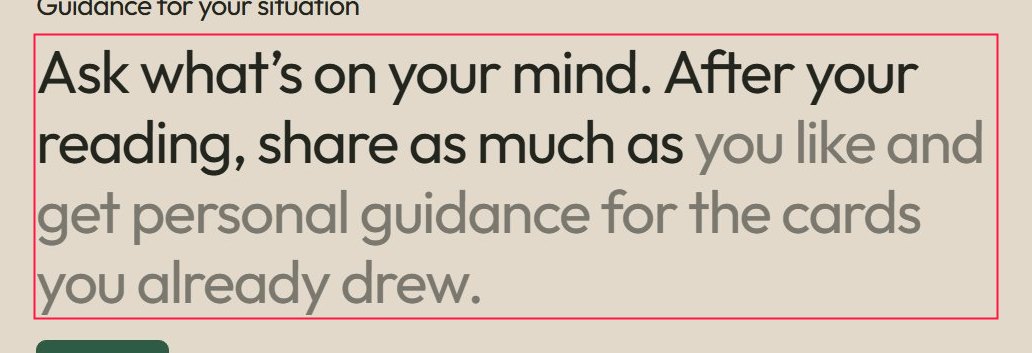 Guidance for your situation
Ask what’s on your mind. After your
reading, share as much as you like and
get personal guidance for the cards
you already drew.